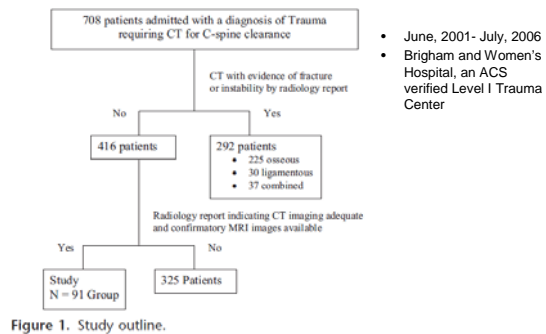 708 patients admitted with a diagnosis of Trauma
requiring CT for C-spine clearance
CT with evidence of fracture
or instability by radiology report
No
Yes
416 patients
292 patients
• 225 osseous
• 30 ligamentous
• 37 combined
Radiology report indicating CT imaging adequate
and confirmatory MRI images available
Yes
No
Study
N = 91 Group
325 Patients
Figure 1. Study outline.
• June, 2001- July, 2006
• Brigham and Women's
Hospital, an ACS
verified Level I Trauma
Center